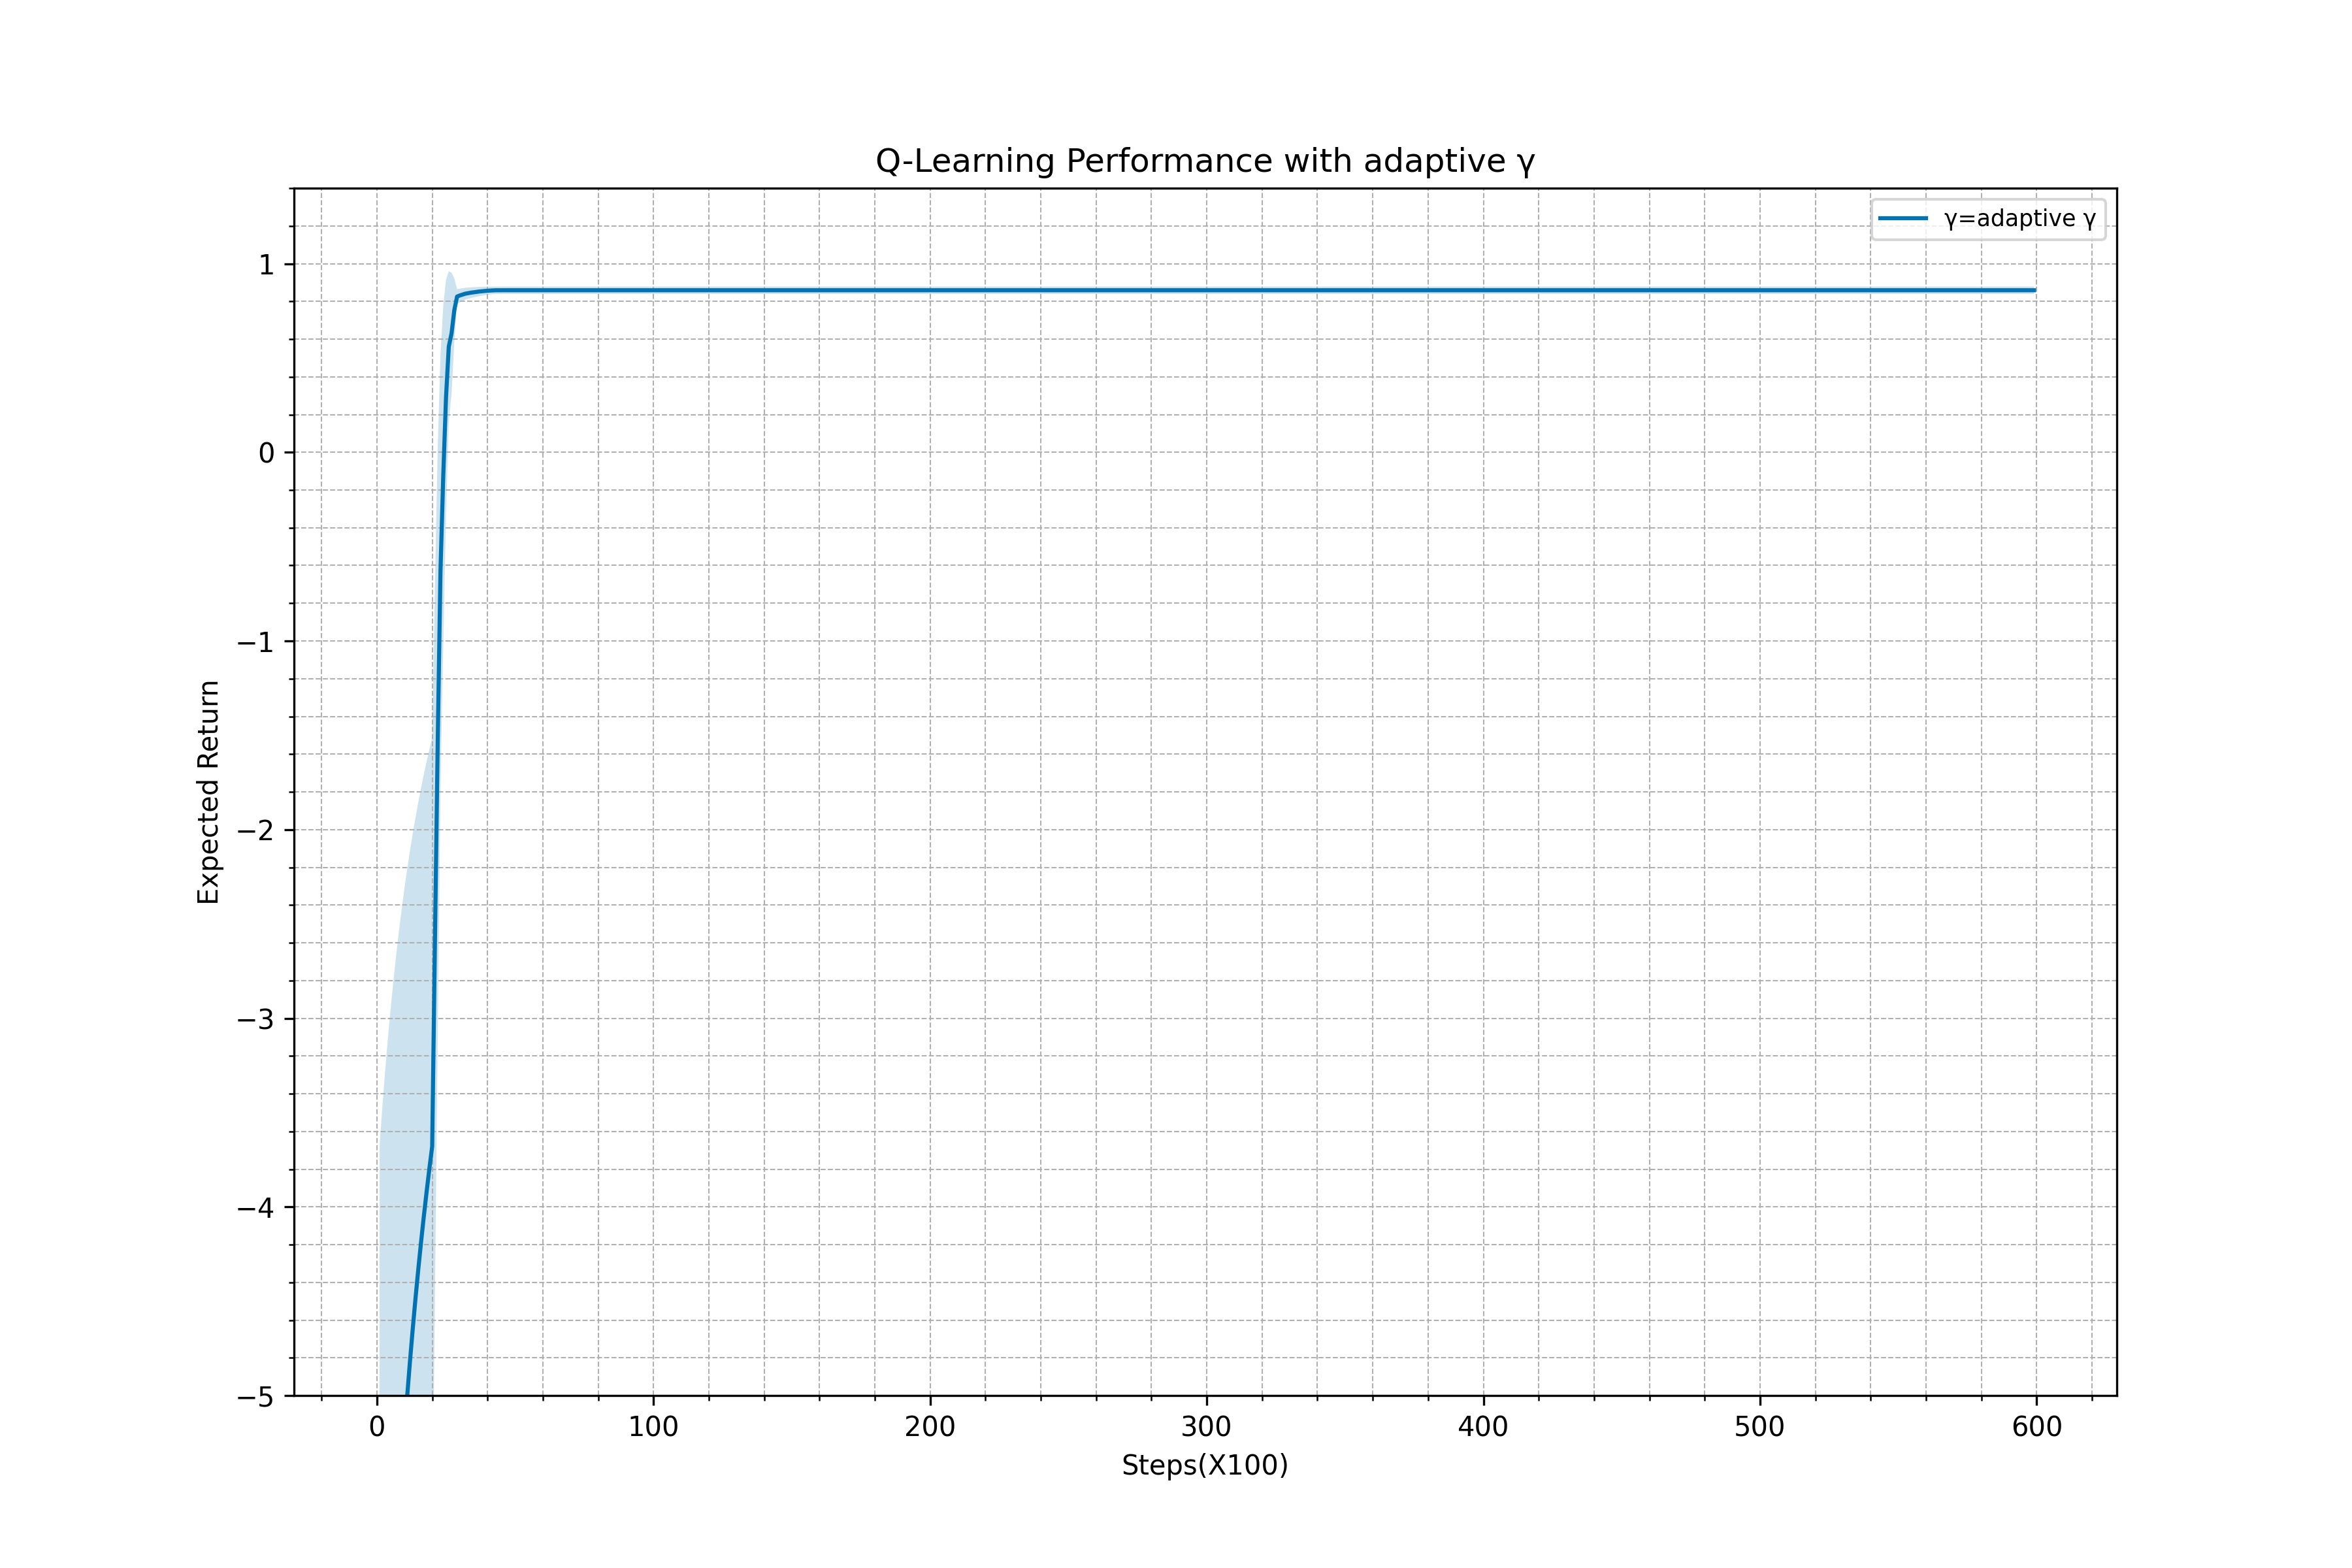 Q-Learning Performance with adaptive γ
γ=adaptive γ
1
0
−1
−2
−3
−4
−5
Expected Return
0 100 200 300 400 500 600
Steps(X100)